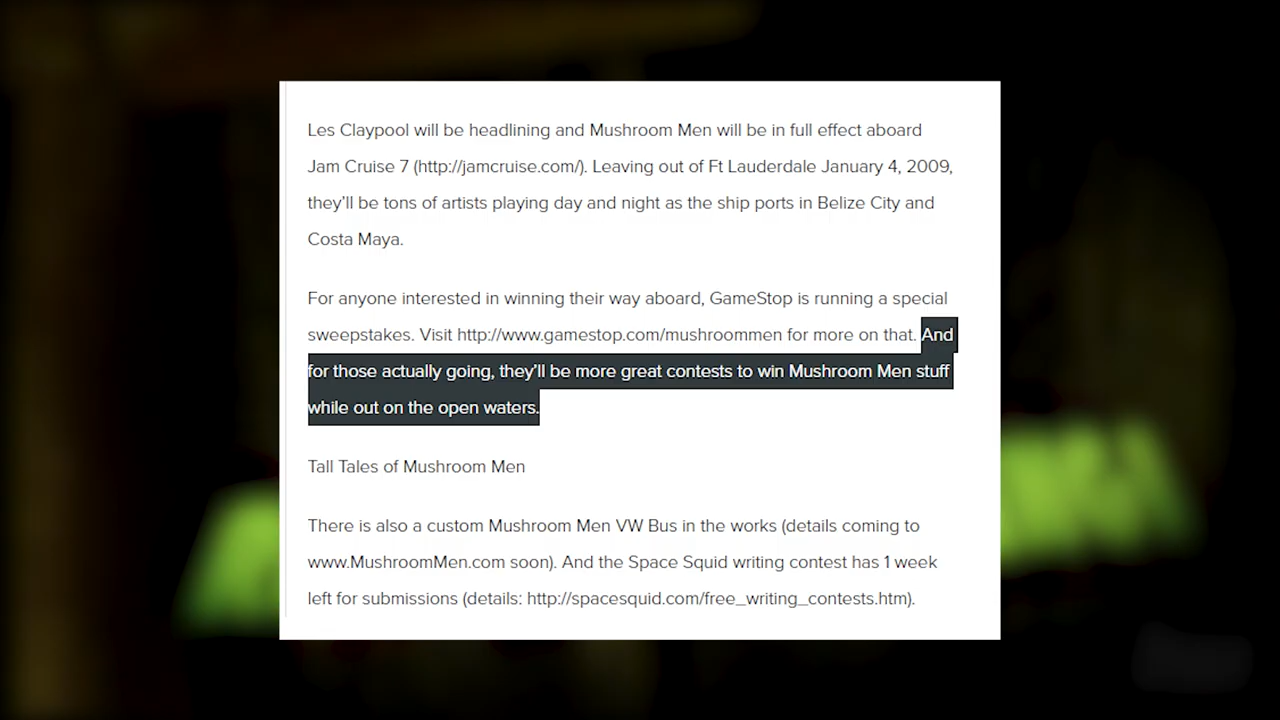 Les Claypool will be headlining and Mushroom Men will be in full effect aboard
Jam Cruise 7 (http://jamcruise.com/). Leaving out of Ft Lauderdale January 4, 2009,
they'll be tons of artists playing day and night as the ship ports in Belize City and
Costa Maya.
For anyone interested in winning their way aboard, GameStop is running a special
sweepstakes. Visit http://www.gamestop.com/mushroommen for more on that. And
for those actually going, they'll be more great contests to win Mushroom Men stuff
while out on the open waters.
Tall Tales of Mushroom Men
There is also a custom Mushroom Men VW Bus in the works (details coming to
www.MushroomMen.com soon). And the Space Squid writing contest has 1 week
left for submissions (details: http://spacesquid.com/free_writing_contests.htm).